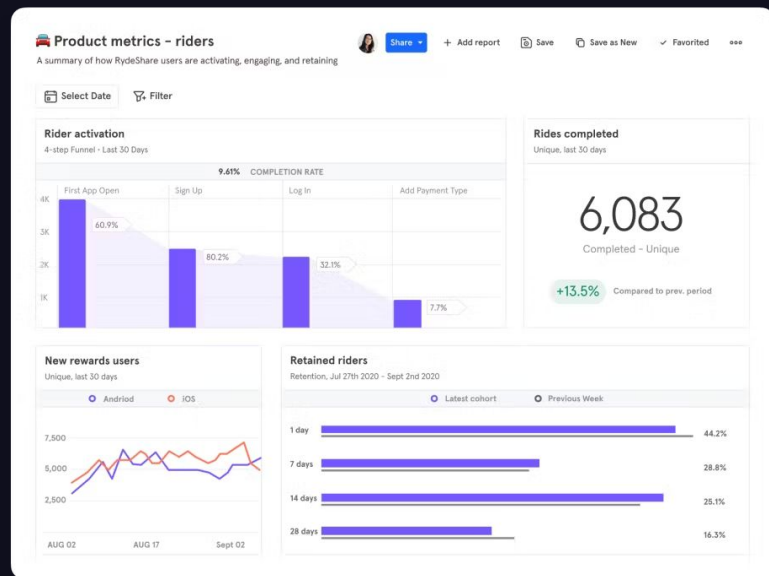 Product metrics - riders
Share
+ Add report
Save
Save as New
Favorited
A summary of how RydeShare users are activating, engaging, and retaining
Select Date
Filter
Rider activation
4-step Funnel - Last 30 Days
9.61% COMPLETION RATE
First App Open
Sign Up
Log In
Add Payment Type
4K
3K
2K
1K
60.9%
80.2%
32.1%
7.7%
Rides completed
Unique, last 30 days
6,083
Completed - Unique
+13.5% Compared to prev. period
New rewards users
Unique, last 30 days
Andriod
iOS
7,500
5,000
2,500
AUG 02
AUG 17
Sept 02
Retained riders
Retention, Jul 27th 2020 - Sept 2nd 2020
Latest cohort
Previous Week
1 day
44.2%
7 days
28.8%
14 days
25.1%
28 days
16.3%